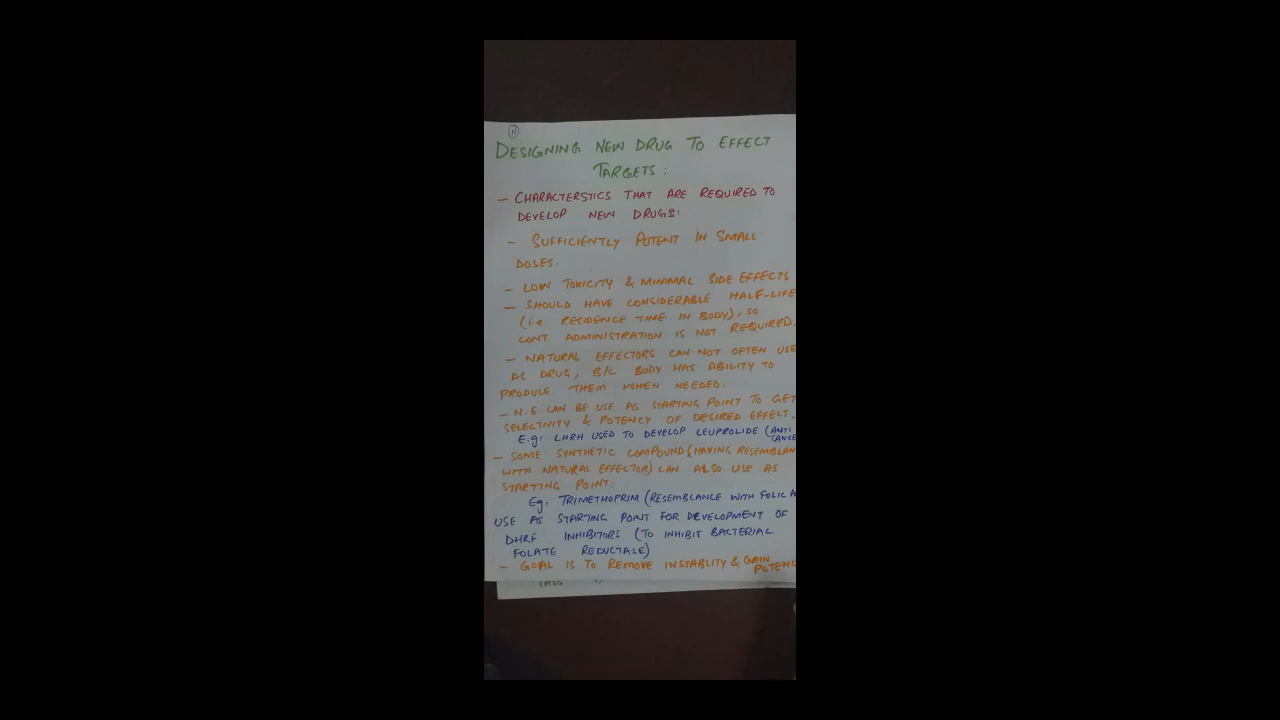 11
DESIGNING NEW DRUG TO EFFECT
TARGETS:
- CHARACTERSTICS THAT ARE REQUIRED TO
DEVELOP NEW DRUGS:
- SUFFICIENTLY POTENT IN SMALL
DOSES.
- LOW TOXICITY & MINIMAL SIDE EFFECTS
- SHOULD HAVE CONSIDERABLE HALF-LIFE
(i.e. RESIDENCE TIME IN BODY), SO
CONT. ADMINISTRATION IS NOT REQUIRED.
- NATURAL EFFECTORS CAN NOT OFTEN USE
AS DRUG, B/C BODY HAS ABILITY TO
PRODUCE THEM WHEN NEEDED.
- N.E CAN BE USE AS STARTING POINT TO GET
SELECTIVITY & POTENCY OF DESIRED EFFECT.
E.g: LHRH USED TO DEVELOP LEUPROLIDE (ANTI
CANCE
- SOME SYNTHETIC COMPOUND (HAVING RESEMBLAN
WITH NATURAL EFFECTOR) CAN ALSO USE AS
STARTING POINT:
Eg: TRIMETHOPRIM (RESEMBLANCE WITH FOLIC A
USE AS STARTING POINT FOR DEVELOPMENT OF
DHRF INHIBITORS (TO INHIBIT BACTERIAL
FOLATE REDUCTASE)
- GOAL IS TO REMOVE INSTABLITY & GAIN
POTENC